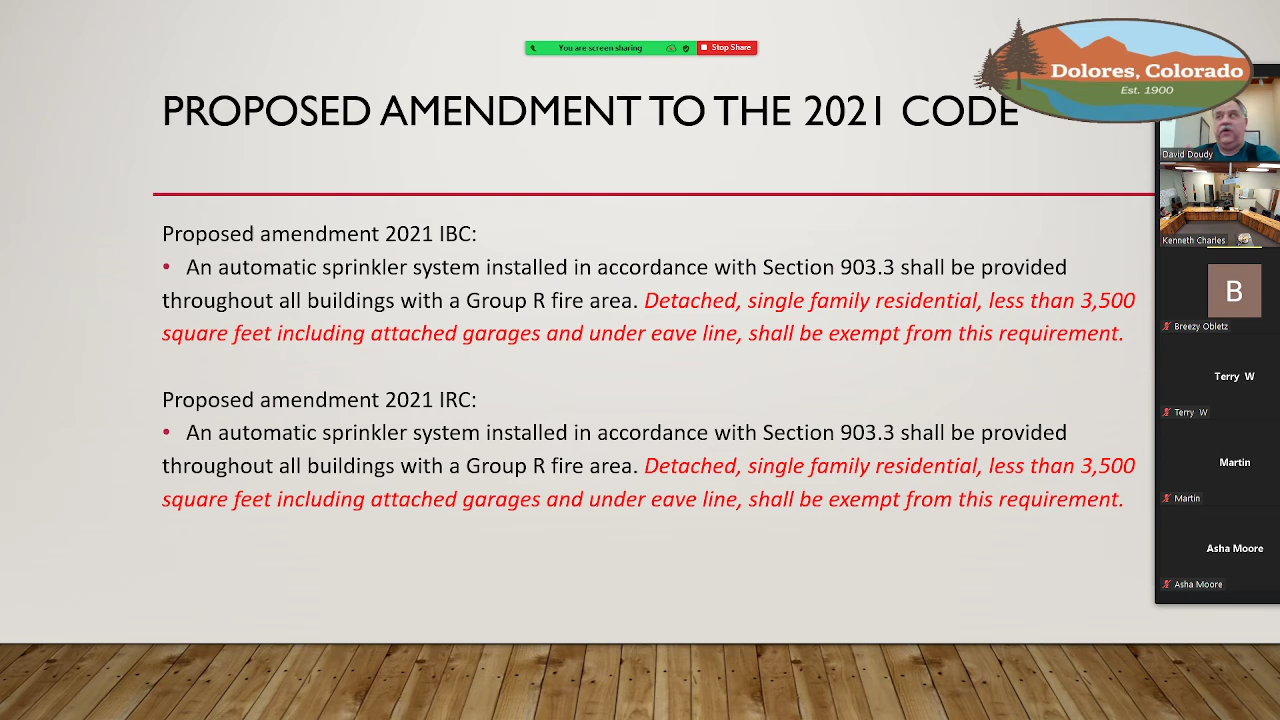 You are screen sharing
Stop Share
Dolores, Colorado
Est. 1900
PROPOSED AMENDMENT TO THE 2021 CODE
David Doudy
Kenneth Charles
B
Breezy Obletz
Terry W
Terry W
Martin
Martin
Asha Moore
Asha Moore
Proposed amendment 2021 IBC:
• An automatic sprinkler system installed in accordance with Section 903.3 shall be provided
throughout all buildings with a Group R fire area. Detached, single family residential, less than 3,500
square feet including attached garages and under eave line, shall be exempt from this requirement.
Proposed amendment 2021 IRC:
• An automatic sprinkler system installed in accordance with Section 903.3 shall be provided
throughout all buildings with a Group R fire area. Detached, single family residential, less than 3,500
square feet including attached garages and under eave line, shall be exempt from this requirement.